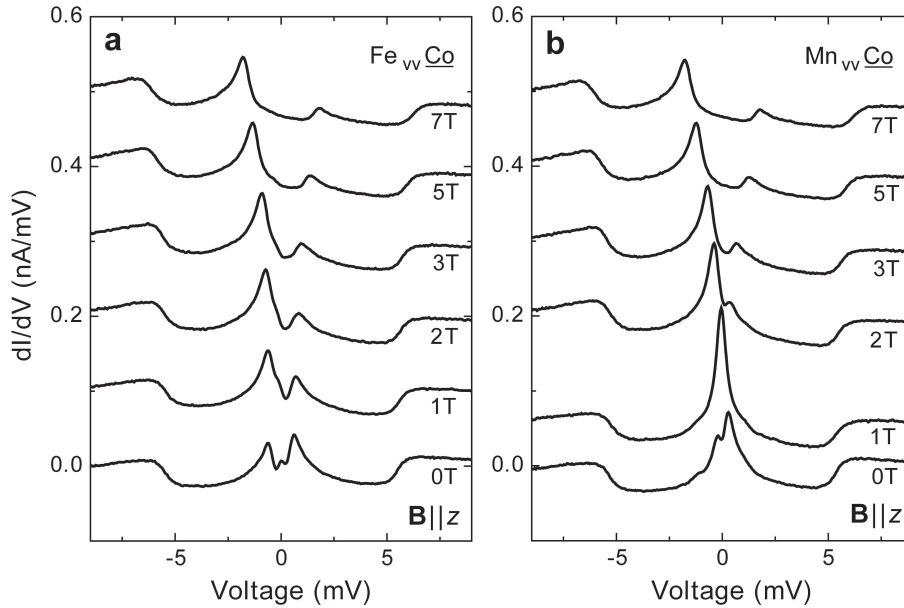 a
Fe vv Co
7T
5T
3T
2T
1T
0T
B||z
0.6
0.4
0.2
0.0
dI/dV (nA/mV)
-5
0
5
Voltage (mV)
b
Mn vv Co
7T
5T
3T
2T
1T
0T
B||z
0.6
0.4
0.2
0.0
-5
0
5
Voltage (mV)